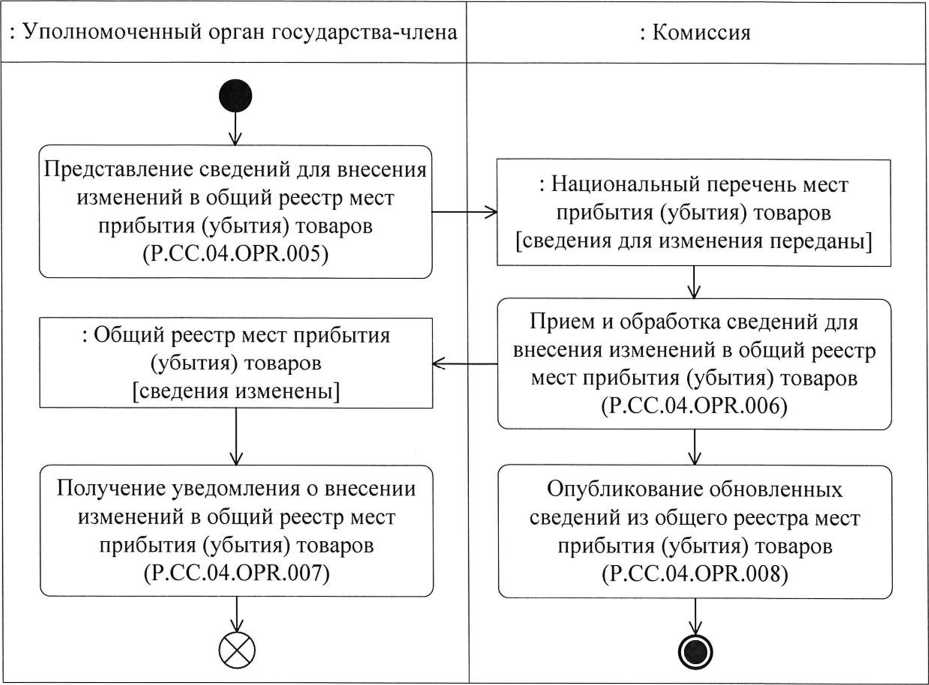 : Уполномоченный орган государства-члена
: Комиссия
Представление сведений для внесения
изменений в общий реестр мест
прибытия (убытия) товаров
(P.CC.04.OPR.005)
: Национальный перечень мест
прибытия (убытия) товаров
[сведения для изменения переданы]
Прием и обработка сведений для
внесения изменений в общий реестр
мест прибытия (убытия) товаров
(P.CC.04.OPR.006)
: Общий реестр мест прибытия
(убытия) товаров
[сведения изменены]
Получение уведомления о внесении
изменений в общий реестр мест
прибытия (убытия) товаров
(P.CC.04.OPR.007)
Опубликование обновленных
сведений из общего реестра мест
прибытия (убытия) товаров
(P.CC.04.OPR.008)